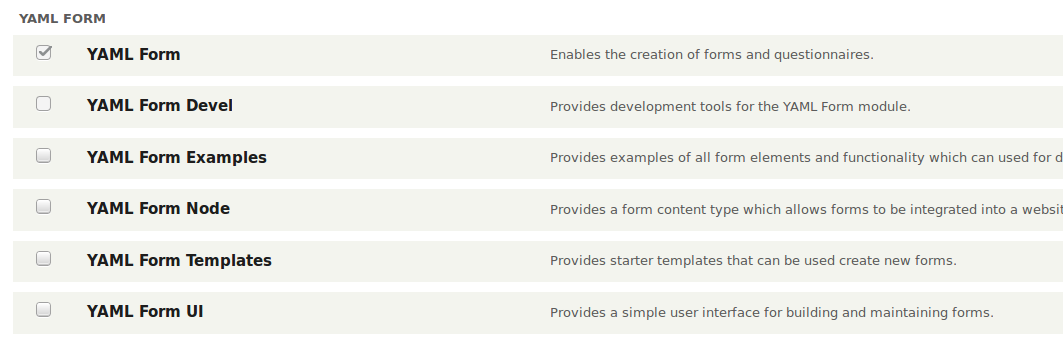 YAML FORM
YAML Form Enables the creation of forms and questionnaires.
YAML Form Devel Provides development tools for the YAML Form module.
YAML Form Examples Provides examples of all form elements and functionality which can used for d
YAML Form Node Provides a form content type which allows forms to be integrated into a websit
YAML Form Templates Provides starter templates that can be used create new forms.
YAML Form UI Provides a simple user interface for building and maintaining forms.